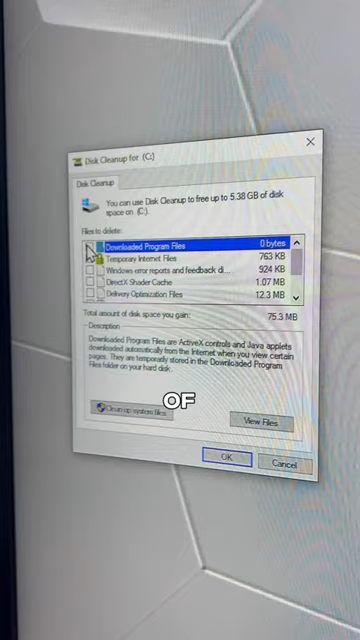 Disk Cleanup for (C:)
Disk Cleanup
You can use Disk Cleanup to free up to 5.38 GB of disk
space on (C:).
Files to delete:
Downloaded Program Files 0 bytes
Temporary Internet Files 763 KB
Windows error reports and feedback di... 924 KB
DirectX Shader Cache 1.07 MB
Delivery Optimization Files 12.3 MB
Total amount of disk space you gain: 75.3 MB
Description
Downloaded Program Files are ActiveX controls and Java applets
downloaded automatically from the Internet when you view certain
pages. They are temporarily stored in the Downloaded Program
Files folder on your hard disk.
OF
Clean up system files
View Files
OK
Cancel